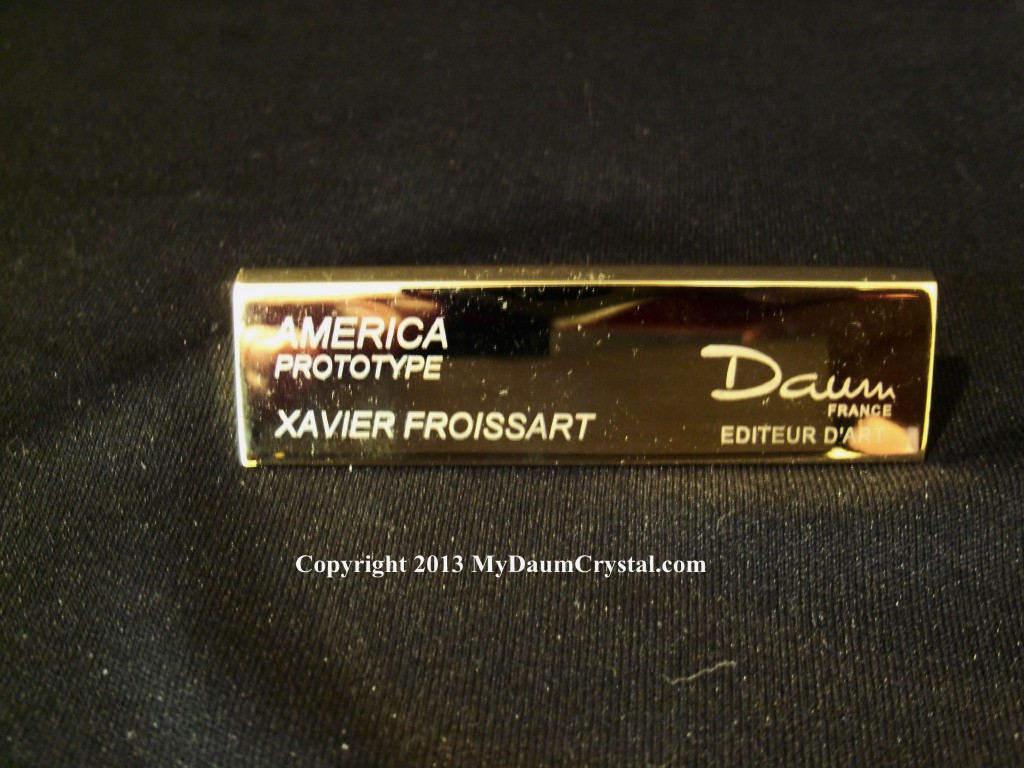 AMERICA
PROTOTYPE
XAVIER FROISSART
Daum
FRANCE
EDITEUR D'ART
Copyright 2013 MyDaumCrystal.com